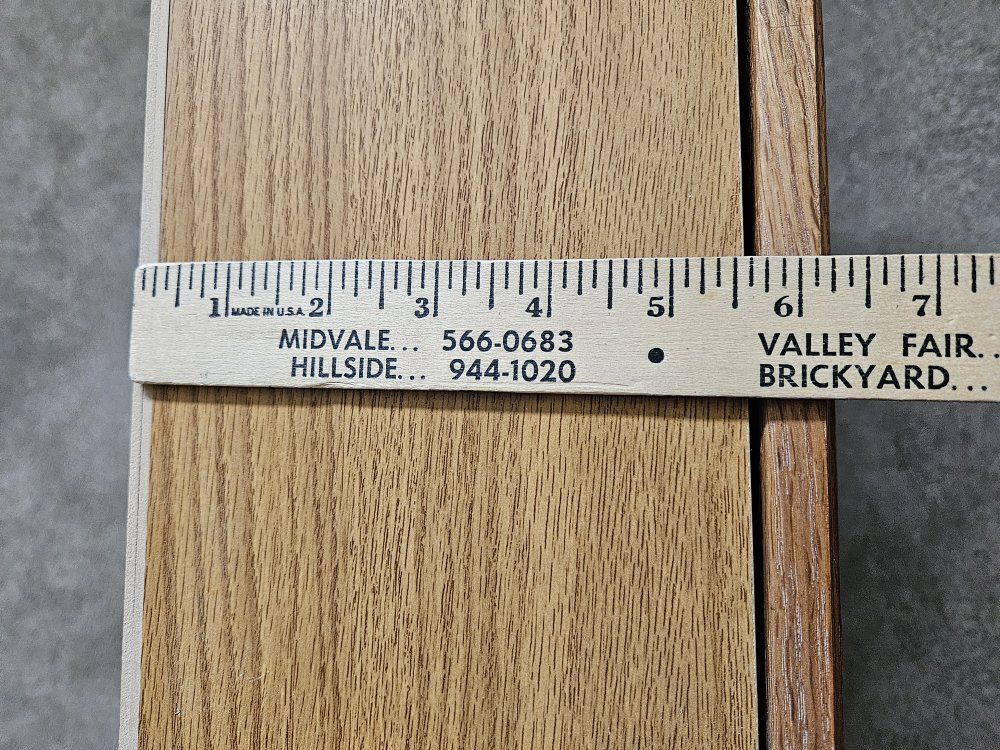 1 MADE IN U.S.A. 2 3 4 5 6 7
MIDVALE... 566-0683 VALLEY FAIR..
HILLSIDE... 944-1020 BRICKYARD...